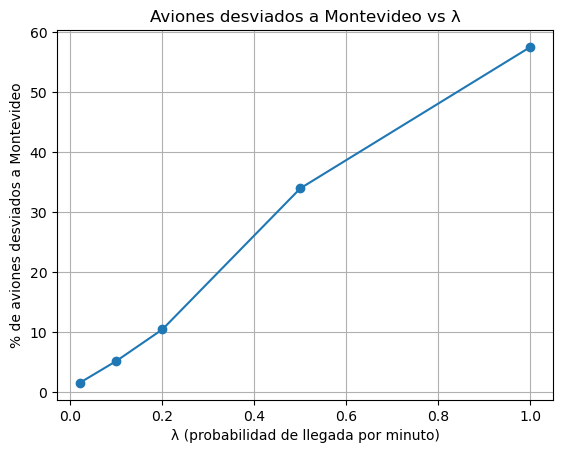 Aviones desviados a Montevideo vs λ
% de aviones desviados a Montevideo
60
50
40
30
20
10
0
0.0 0.2 0.4 0.6 0.8 1.0
λ (probabilidad de llegada por minuto)